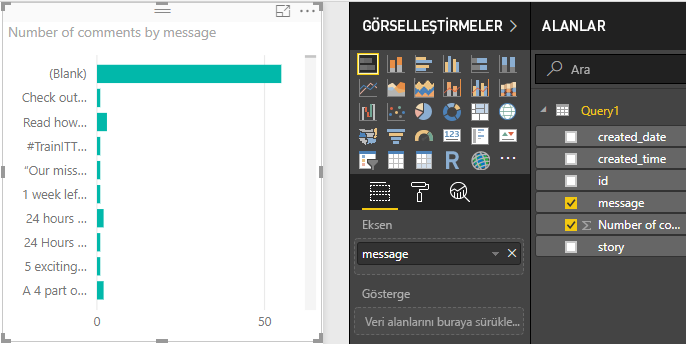 Number of comments by message
(Blank)
Check out...
Read how...
#TrainITT...
"Our miss...
1 week lef...
24 hours ...
24 Hours ...
5 exciting...
A 4 part o...
0
50
GÖRSELLEŞTİRMELER
123
R
Eksen
message
Gösterge
Veri alanlarını buraya sürükle...
ALANLAR
Ara
Query1
created_date
created_time
id
message
Σ Number of co...
story